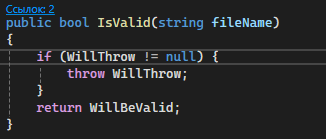 Ссылок: 2
public bool IsValid(string fileName)
{
if (WillThrow != null) {
throw WillThrow;
}
return WillBeValid;
}